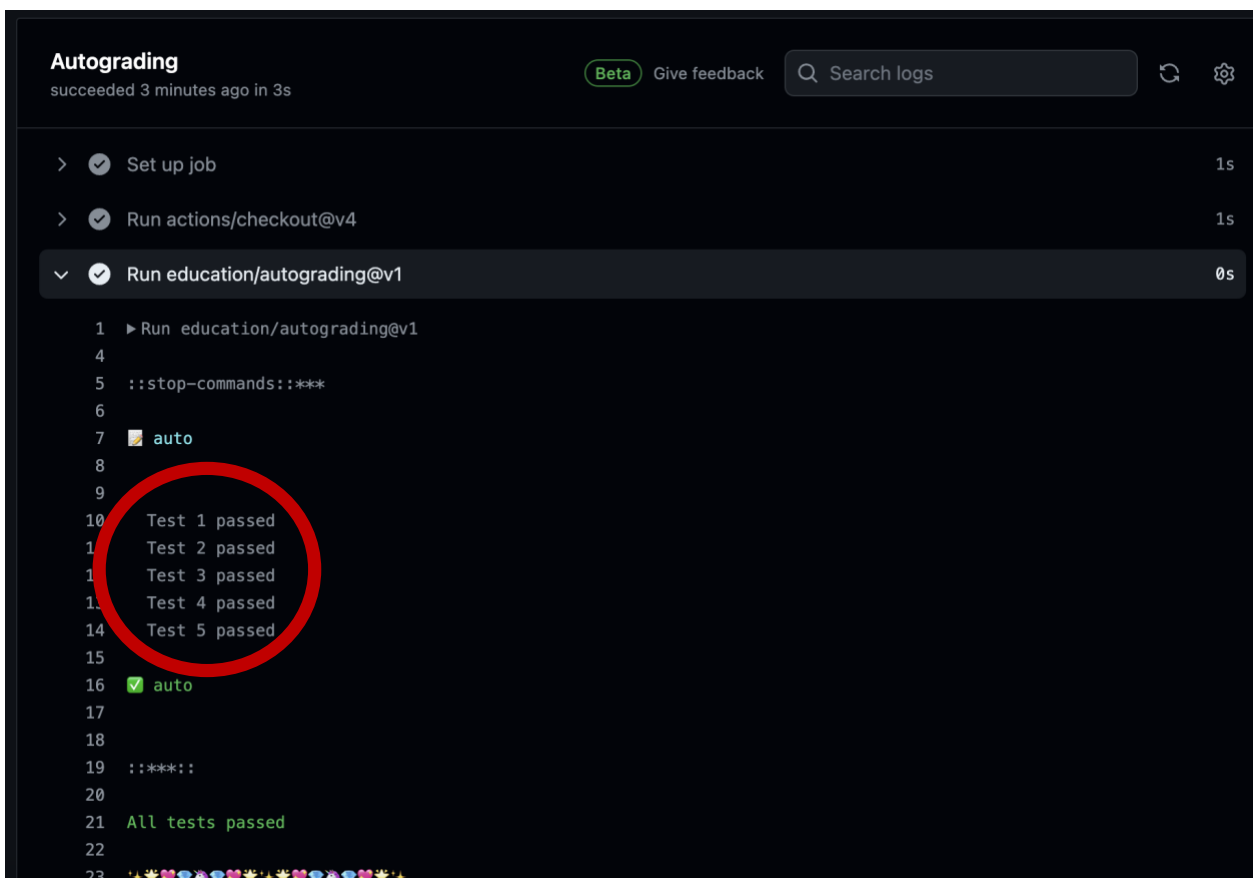 Autograding
succeeded 3 minutes ago in 3s
Beta Give feedback
Search logs
Set up job 1s
Run actions/checkout@v4 1s
Run education/autograding@v1 0s
1 ▶ Run education/autograding@v1
4
5 ::stop-commands::***
6
7 📝 auto
8
9
10 Test 1 passed
Test 2 passed
Test 3 passed
Test 4 passed
14 Test 5 passed
15
16 ✅ auto
17
18
19 ::***::
20
21 All tests passed
22
23